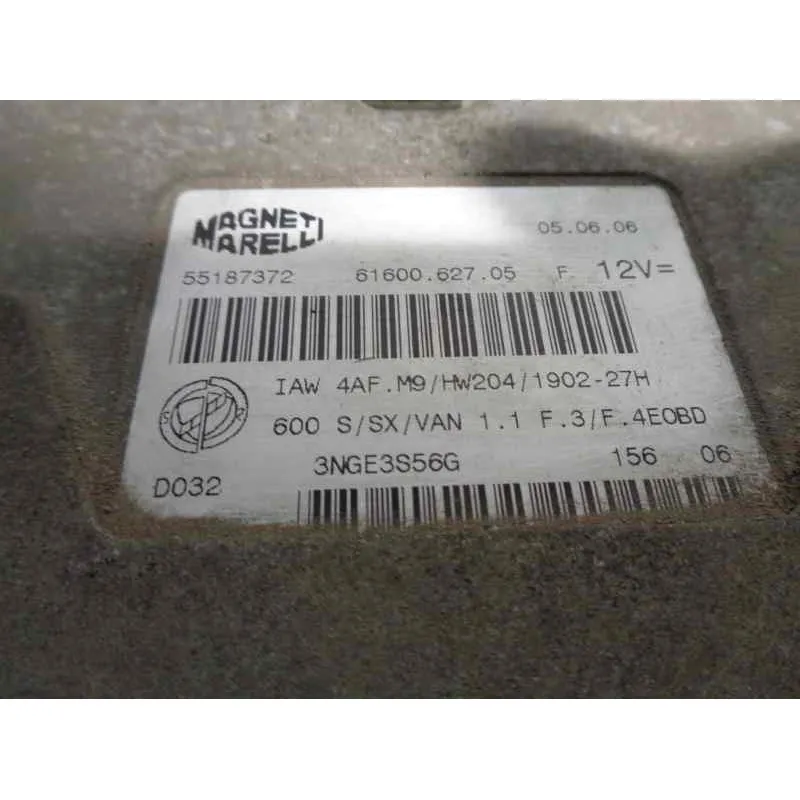 MAGNETI MARELLI
05.06.06
55187372 61600.627.05 F. 12V=
IAW 4AF.M9/HW204/1902-27H
600 S/SX/VAN 1.1 F.3/F.4EOBD
3NGE3S56G 156 06
D032